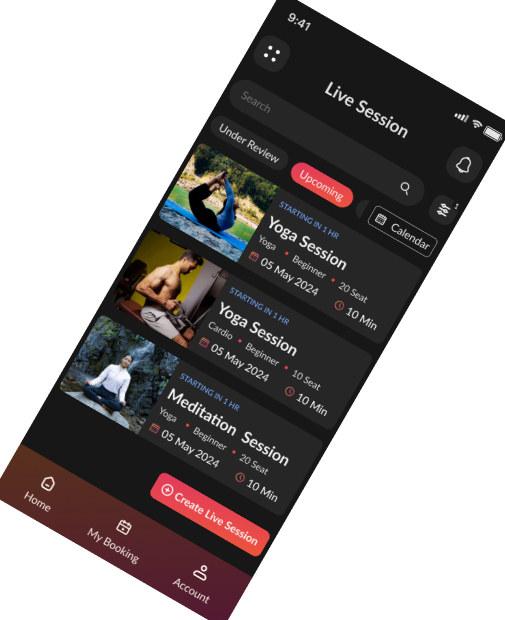 9:41
Live Session
Search
Under Review
Upcoming
Calendar
1
STARTING IN 1 HR
Yoga Session
Yoga • Beginner • 20 Seat
05 May 2024 10 Min
STARTING IN 1 HR
Yoga Session
Cardio • Beginner • 10 Seat
05 May 2024 10 Min
STARTING IN 1 HR
Meditation Session
Yoga • Beginner • 20 Seat
05 May 2024 10 Min
Create Live Session
Home
My Booking
Account